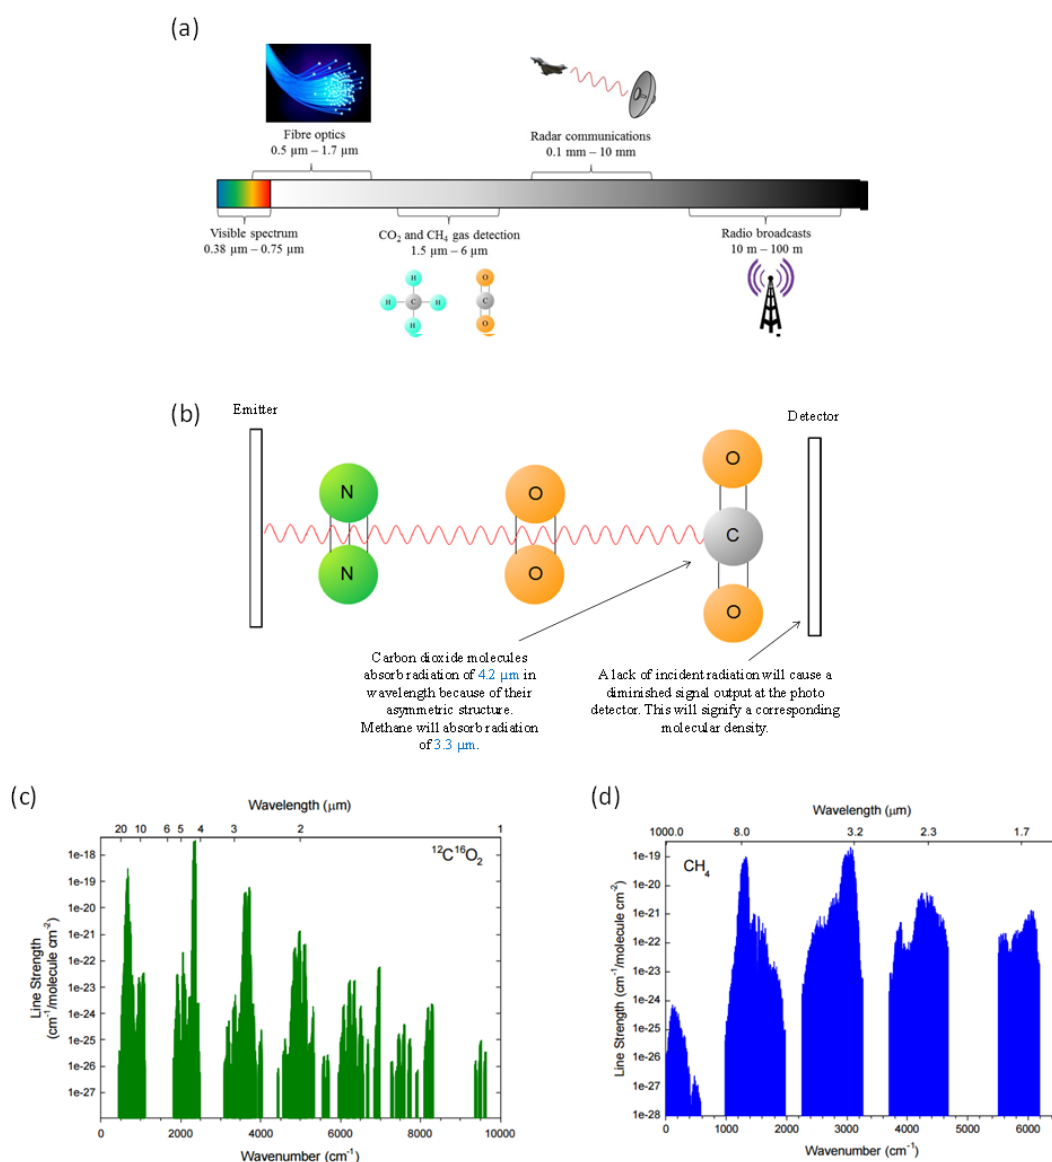 (a)
Fibre optics
0.5 µm – 1.7 µm
Radar communications
0.1 mm – 10 mm
Visible spectrum
0.38 µm – 0.75 µm
CO₂ and CH₄ gas detection
1.5 µm – 6 µm
Radio broadcasts
10 m – 100 m
H
H C H
H
O
C
O
(b)
Emitter
Detector
N
N
O
O
O
C
O
Carbon dioxide molecules
absorb radiation of 4.2 µm in
wavelength because of their
asymmetric structure.
Methane will absorb radiation
of 3.3 µm.
A lack of incident radiation will cause a
diminished signal output at the photo
detector. This will signify a corresponding
molecular density.
(c)
Wavelength (µm)
20 10 6 5 4 3 2 1
¹²C¹⁶O₂
1e-18
1e-19
1e-20
1e-21
1e-22
1e-23
1e-24
1e-25
1e-26
1e-27
Line Strength
(cm⁻¹/molecule cm⁻²)
0 2000 4000 6000 8000 10000
Wavenumber (cm⁻¹)
(d)
Wavelength (µm)
1000.0 8.0 3.2 2.3 1.7
CH₄
1e-19
1e-20
1e-21
1e-22
1e-23
1e-24
1e-25
1e-26
1e-27
1e-28
Line Strength (cm⁻¹/molecule cm⁻²)
0 1000 2000 3000 4000 5000 6000
Wavenumber (cm⁻¹)